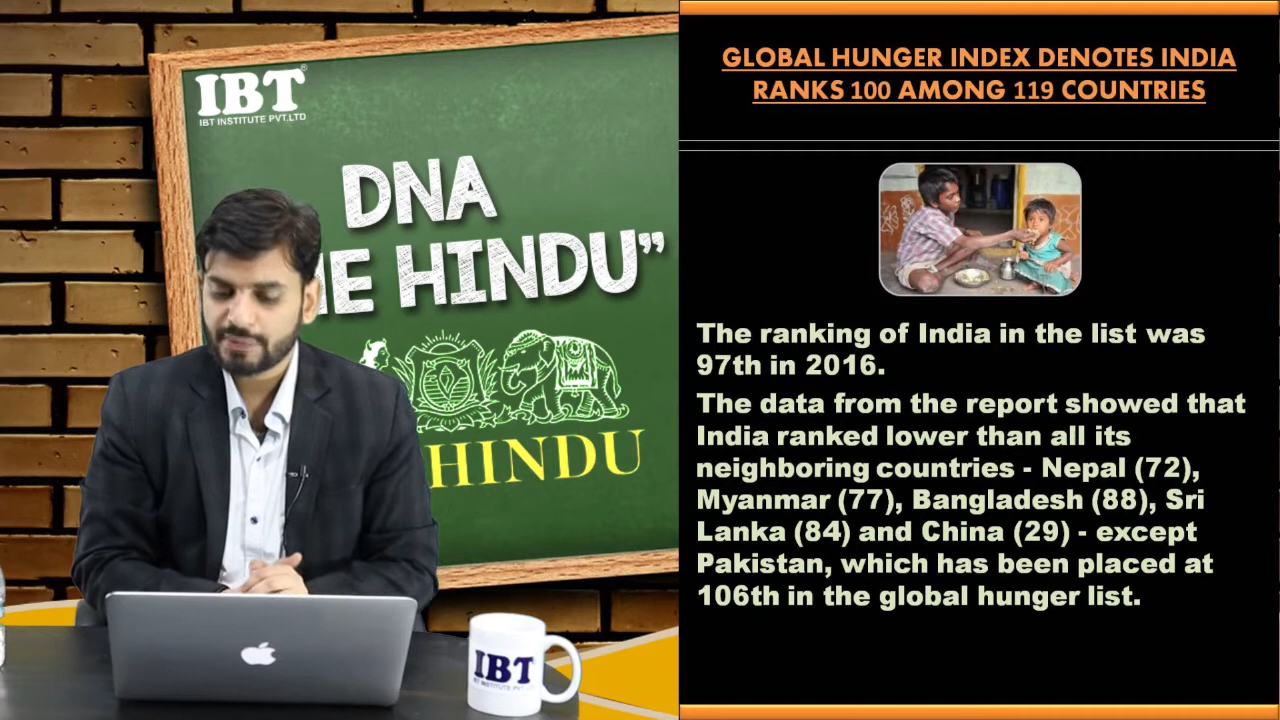 IBT
IBT INSTITUTE PVT.LTD
DNA
HE HINDU”
HINDU
IBT
IBT INSTITUTE PVT.LTD
GLOBAL HUNGER INDEX DENOTES INDIA
RANKS 100 AMONG 119 COUNTRIES
The ranking of India in the list was
97th in 2016.
The data from the report showed that
India ranked lower than all its
neighboring countries - Nepal (72),
Myanmar (77), Bangladesh (88), Sri
Lanka (84) and China (29) - except
Pakistan, which has been placed at
106th in the global hunger list.